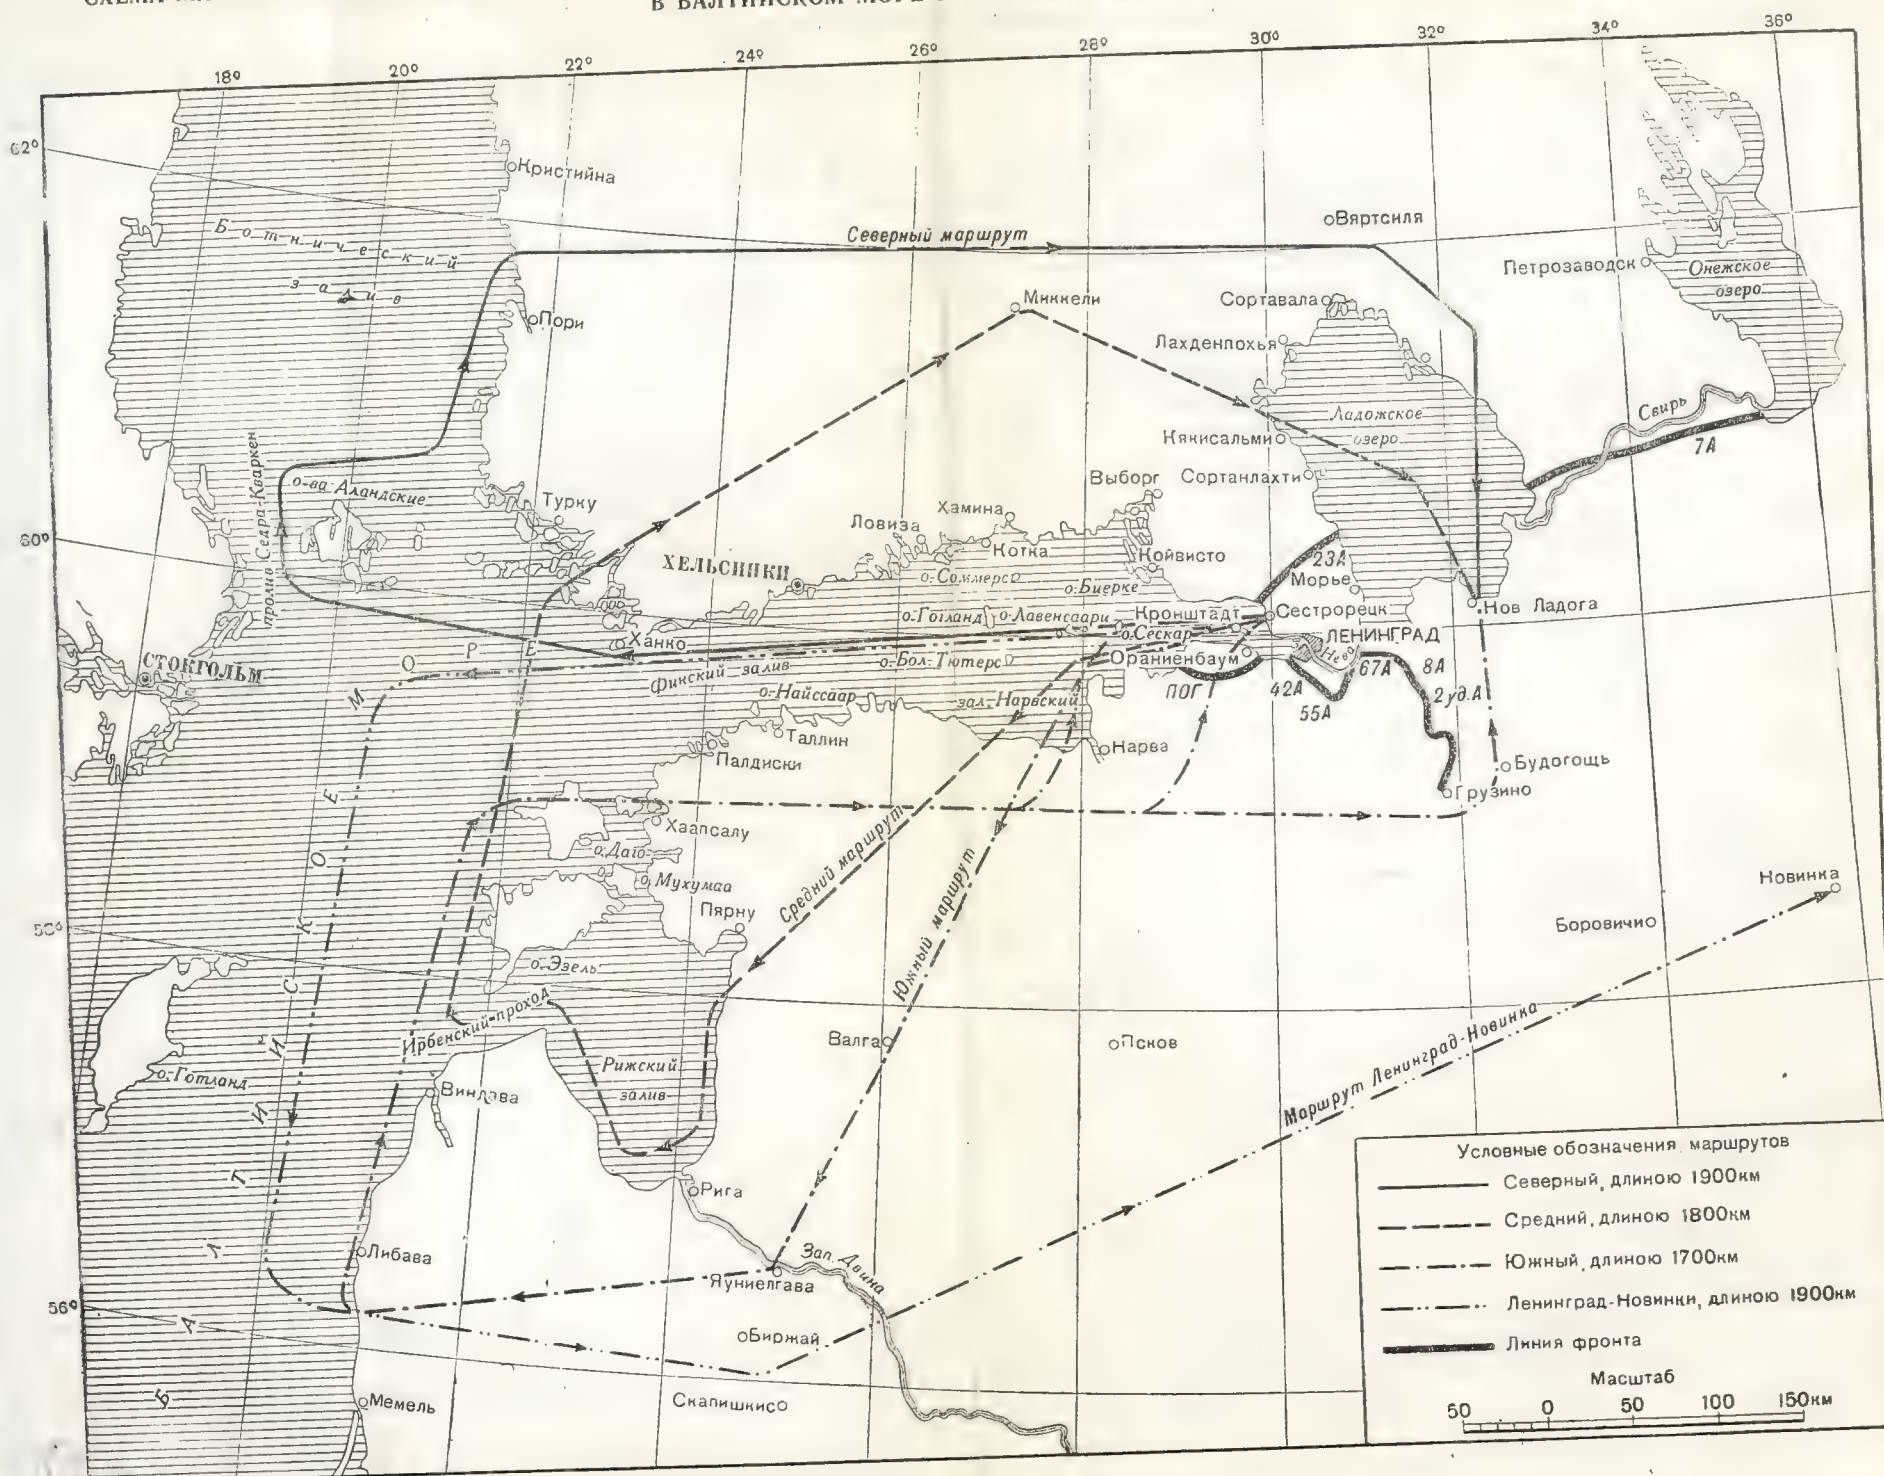 СХЕМА
В БАЛТИЙСКОМ МОРЕ
18° 20° 22° 24° 26° 28° 30° 32° 34° 36°
62°
60°
56°
Кристийна
Ботнический
залив
Северный маршрут
Вяртсиля
Петрозаводск
Онежское
озеро
Пори
Миккели
Сортавала
Лахденпохья
Ладожское
озеро
Кякисальми
Сортанлахти
Свирь
7А
пролив Седра-Кваркен
о-ва Аландские
Турку
Выборг
Хамина
Ловиза
Котка
Койвисто
ХЕЛЬСИНКИ
о. Соммерс
о. Биерке
23А
Морье
о. Гогланд
о. Лавенсаари
Кронштадт
Сестрорецк
Нов Ладога
Ханко
о. Сескар
ЛЕНИНГРАД
СТОКГОЛЬМ
Финский залив
о. Бол. Тютерс
Ораниенбаум
Нева
67А
8А
ПОГ
42А
55А
2 уд.А
о. Найссаар
зал. Нарвский
Таллин
Нарва
Палдиски
Будогощь
Грузино
Хаапсалу
о. Даго
о. Мухумаа
Пярну
Средний маршрут
Южный маршрут
Новинка
Боровичи
о. Эзель
Ирбенский проход
Валга
Псков
Маршрут Ленинград-Новинка
о. Готланд
Виндава
Рижский
залив
БАЛТИЙСКОЕ МОРЕ
Рига
Либава
Яуниелгава
Зап. Двина
Биржай
Скапишкис
Мемель
Условные обозначения маршрутов
Северный, длиною 1900км
Средний, длиною 1800км
Южный, длиною 1700км
Ленинград-Новинки, длиною 1900км
Линия фронта
Масштаб
50 0 50 100 150км